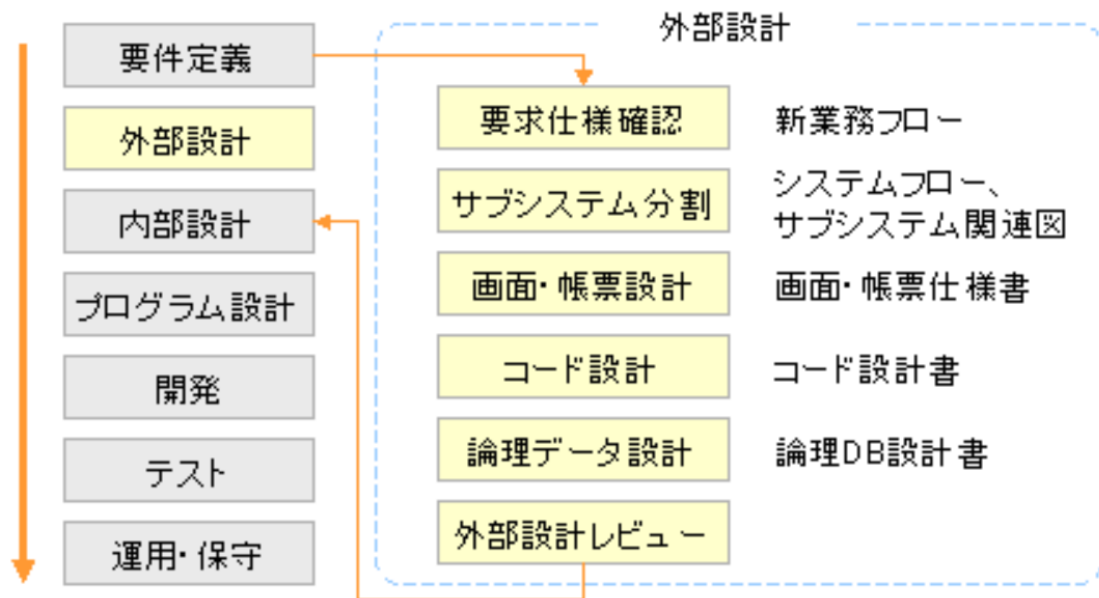 要件定義
外部設計
内部設計
プログラム設計
開発
テスト
運用・保守
外部設計
要求仕様確認
新業務フロー
サブシステム分割
システムフロー、
サブシステム関連図
画面・帳票設計
画面・帳票仕様書
コード設計
コード設計書
論理データ設計
論理DB設計書
外部設計レビュー